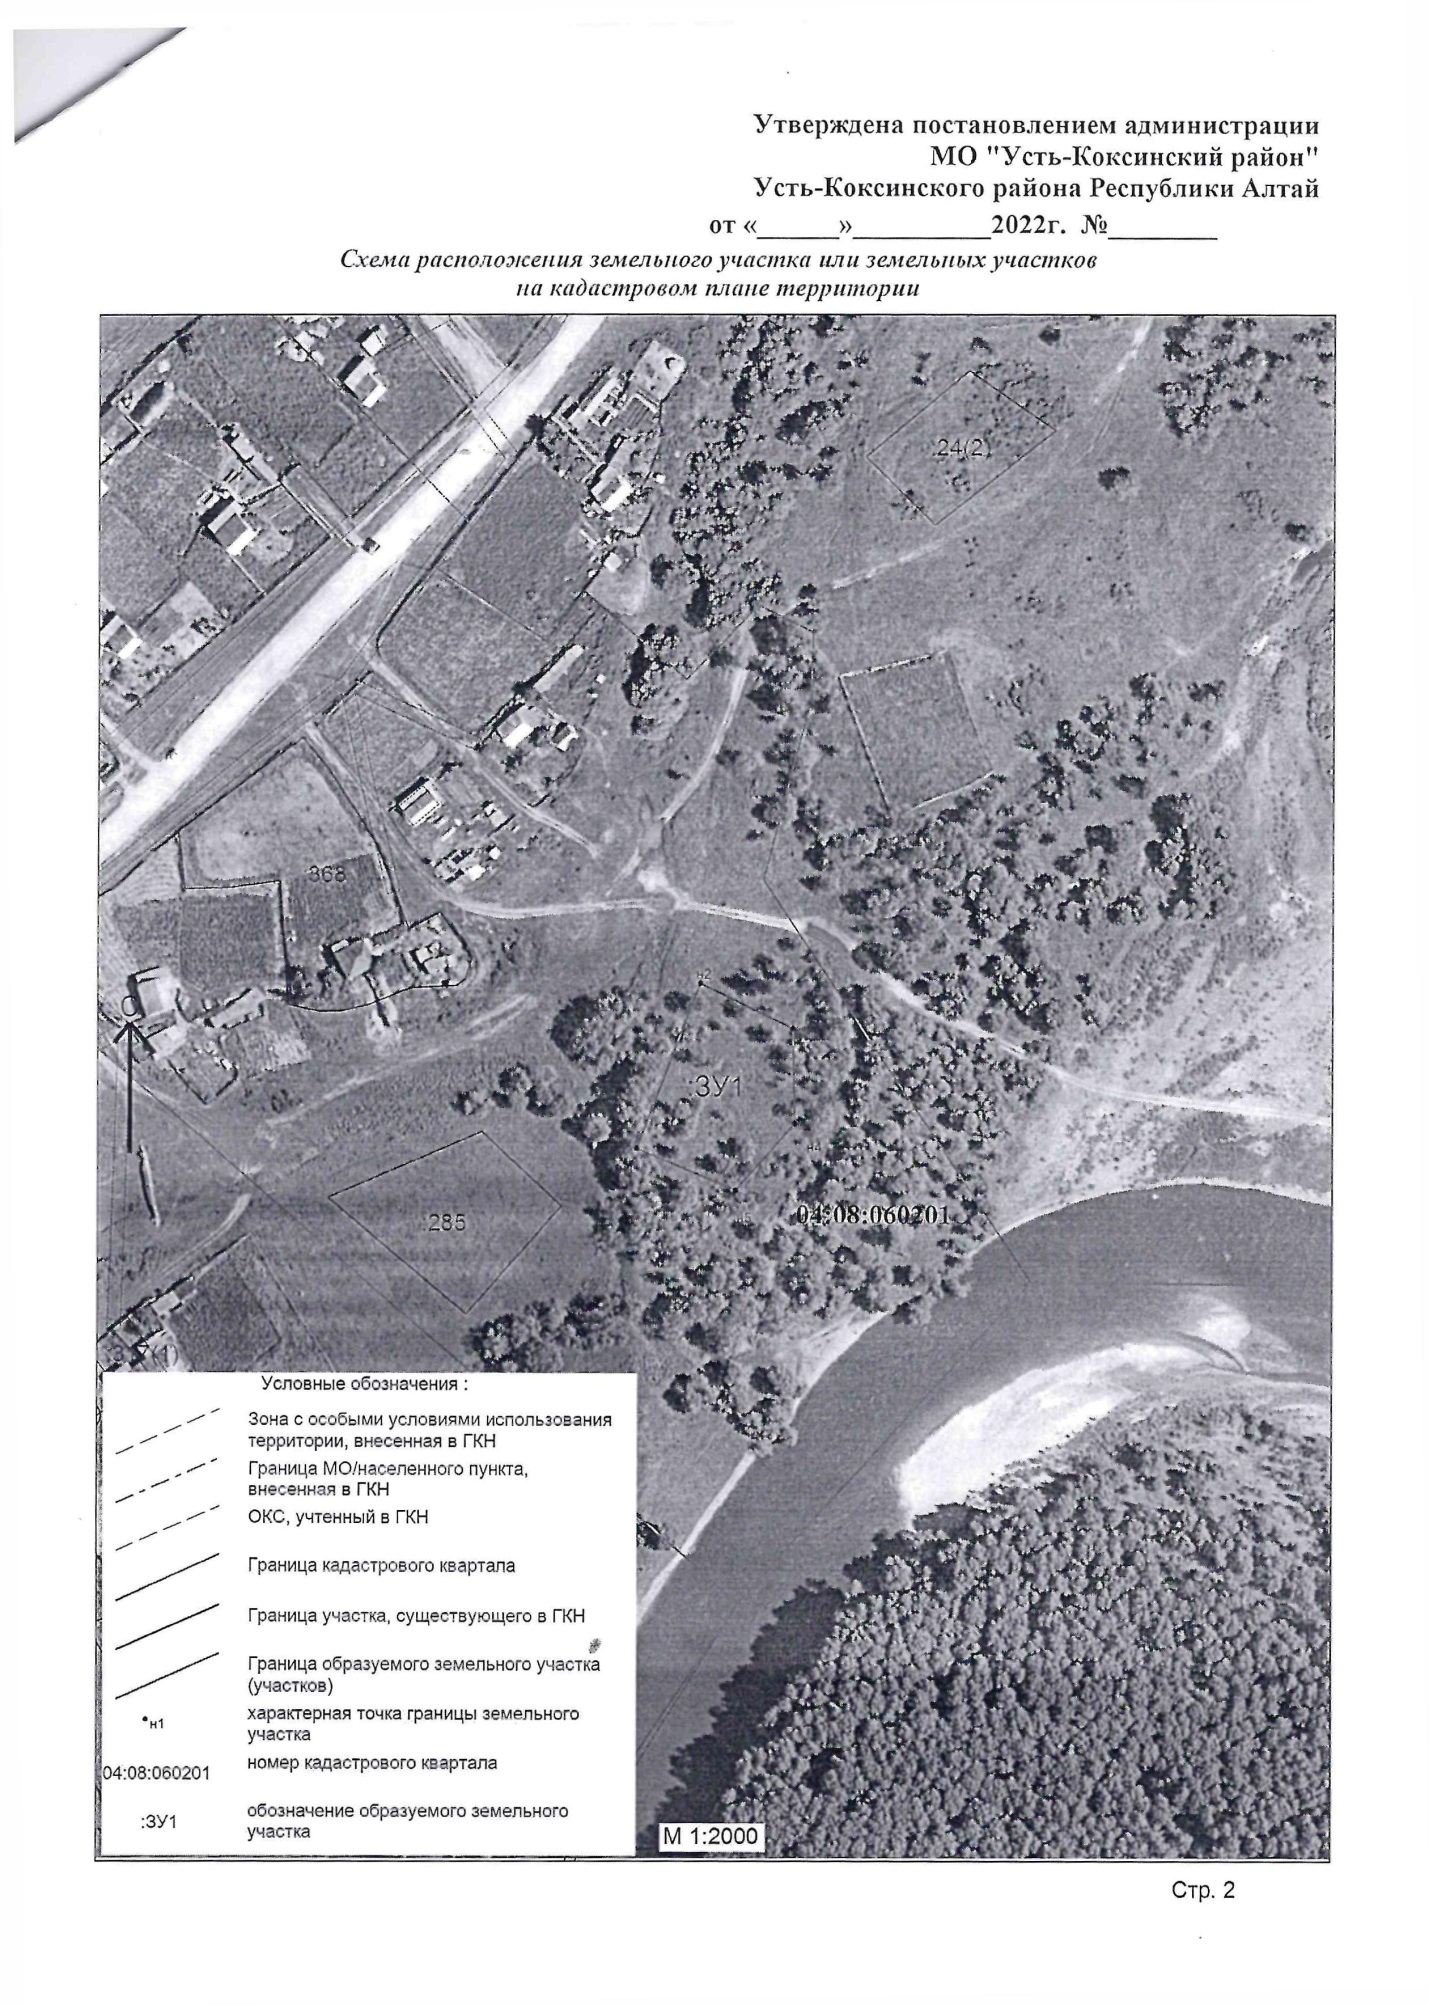 Утверждена постановлением администрации
МО "Усть-Коксинский район"
Усть-Коксинского района Республики Алтай
от «______»__________2022г. №________
Схема расположения земельного участка или земельных участков
на кадастровом плане территории
24(2)
368
С
н2
:ЗУ1
285
04:08:060201
Условные обозначения :
Зона с особыми условиями использования
территории, внесенная в ГКН
Граница МО/населенного пункта,
внесенная в ГКН
ОКС, учтенный в ГКН
Граница кадастрового квартала
Граница участка, существующего в ГКН
Граница образуемого земельного участка
(участков)
н1
характерная точка границы земельного
участка
04:08:060201
номер кадастрового квартала
:ЗУ1
обозначение образуемого земельного
участка
М 1:2000
Стр. 2